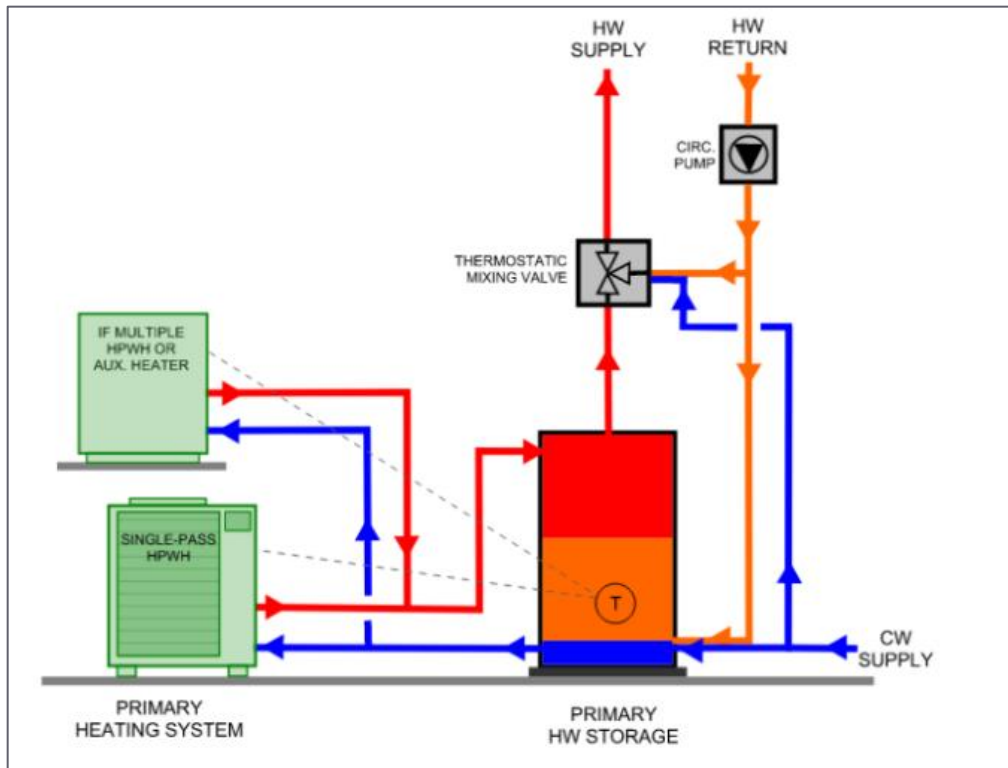 HW
SUPPLY
HW
RETURN
CIRC.
PUMP
THERMOSTATIC
MIXING VALVE
IF MULTIPLE
HPWH OR
AUX. HEATER
SINGLE-PASS
HPWH
T
CW
SUPPLY
PRIMARY
HEATING SYSTEM
PRIMARY
HW STORAGE